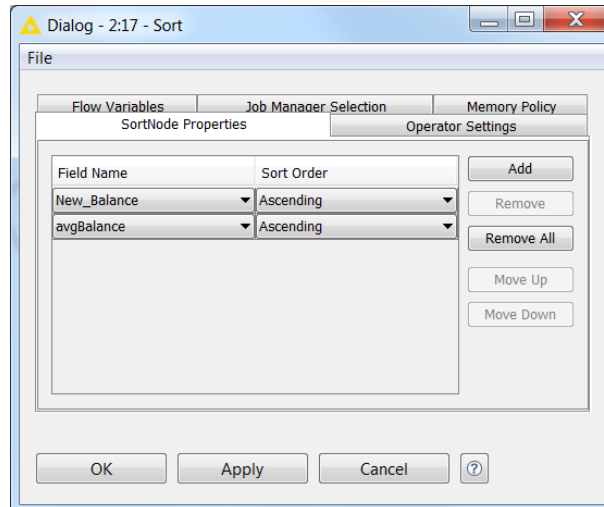 Dialog - 2:17 - Sort
File
Flow Variables Job Manager Selection Memory Policy
SortNode Properties Operator Settings
Field Name Sort Order Add
New_Balance Ascending Remove
avgBalance Ascending Remove All
Move Up
Move Down
OK Apply Cancel ?